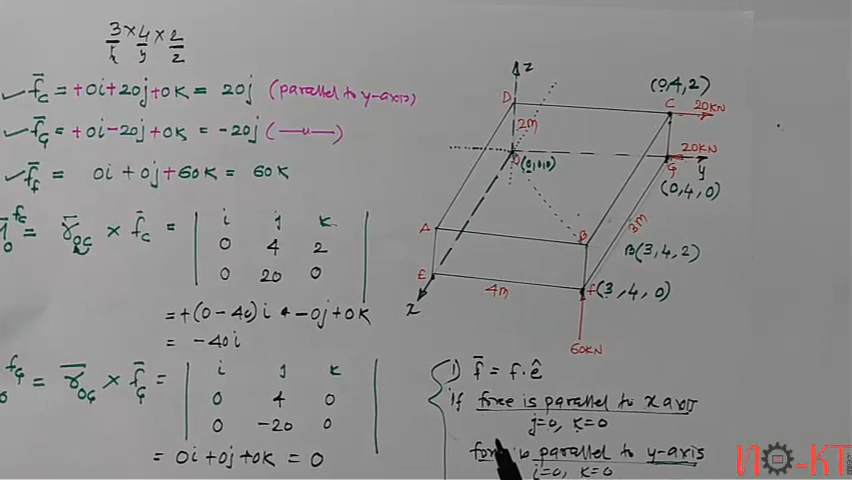 3/x × 4/y × 2/2
f̄c = +0i+20j+0K = 20j (parallel to y-axis)
f̄G = +0i-20j+0K = -20j (—„—)
f̄f = 0i+0j+60K = 60K
fc
0 = r̄oc × f̄c =
i j k
0 4 2
0 20 0
= +(0-40)i - 0j+0K
= -40i
fG
0 = r̄oG × f̄G =
i j k
0 4 0
0 -20 0
= 0i+0j+0K = 0
z
(0,4,2)
D
C
20KN
2M
(0,0,0)
20KN
G
y
(0,4,0)
3M
A
B
B(3,4,2)
E
4M
f(3,4,0)
x
60KN
1) f̄ = f.ê
if force is parallel to x axis
j=0, K=0
force is parallel to y-axis
i=0, K=0
NO-KT